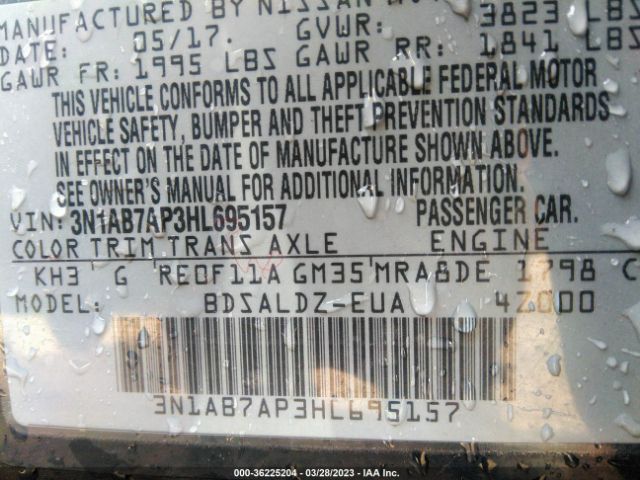 MANUFACTURED BY NISSAN
DATE: 05/17. GVWR: 3823 LBS
GAWR FR: 1995 LBS GAWR RR: 1841 LBS
THIS VEHICLE CONFORMS TO ALL APPLICABLE FEDERAL MOTOR
VEHICLE SAFETY, BUMPER AND THEFT PREVENTION STANDARDS
IN EFFECT ON THE DATE OF MANUFACTURE SHOWN ABOVE.
SEE OWNER'S MANUAL FOR ADDITIONAL INFORMATION.
VIN: 3N1AB7AP3HL695157 PASSENGER CAR.
COLOR TRIM TRANS AXLE ENGINE
KH3 G RE0F11A GM35 MRA8DE 1798 C
MODEL: BDSALDZ-EUA 42000
3N1AB7AP3HL695157
000-36225204 - 03/28/2023 - IAA Inc.